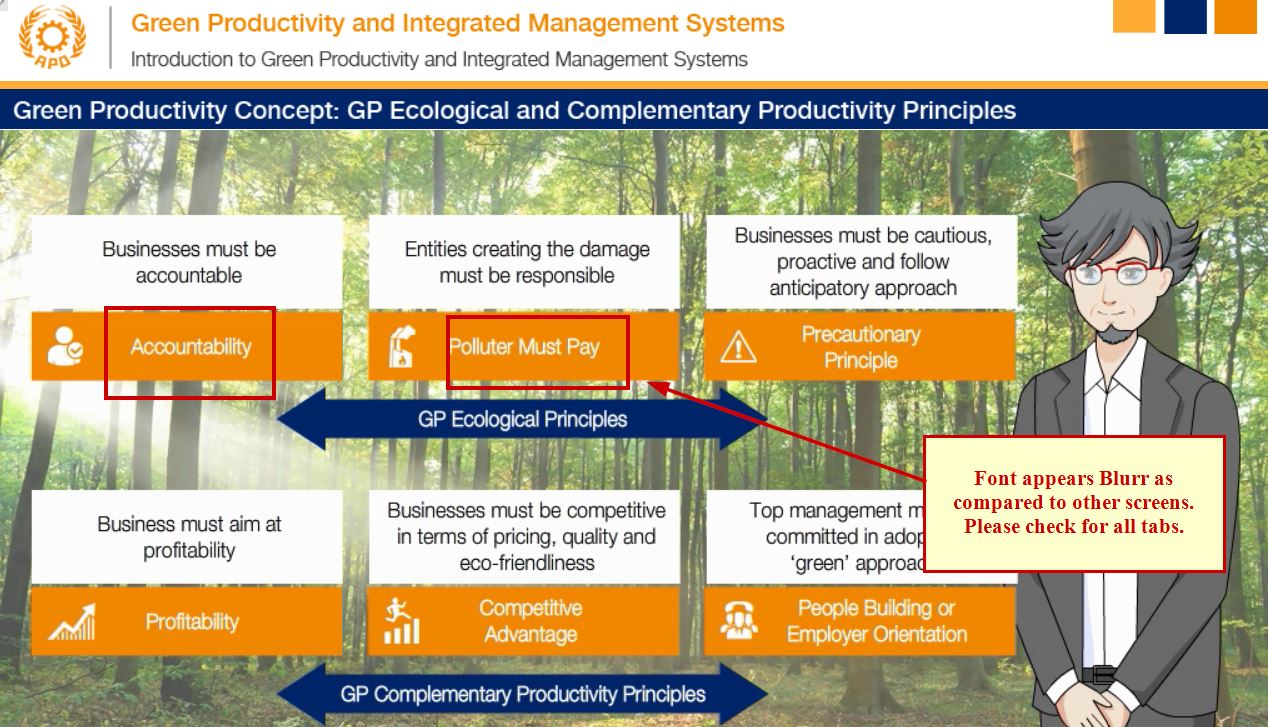 APO
Green Productivity and Integrated Management Systems
Introduction to Green Productivity and Integrated Management Systems
Green Productivity Concept: GP Ecological and Complementary Productivity Principles
Businesses must be
accountable
Accountability
Entities creating the damage
must be responsible
Polluter Must Pay
Businesses must be cautious,
proactive and follow
anticipatory approach
Precautionary
Principle
GP Ecological Principles
Font appears Blurr as
compared to other screens.
Please check for all tabs.
Business must aim at
profitability
Profitability
Businesses must be competitive
in terms of pricing, quality and
eco-friendliness
Competitive
Advantage
Top management
committed in
'green'
People Building or
Employer Orientation
GP Complementary Productivity Principles